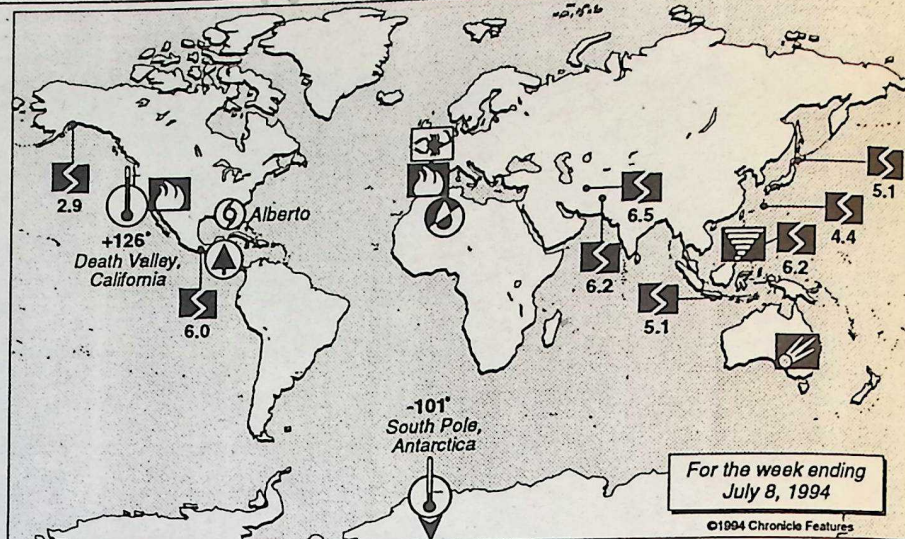 2.9
+126°
Death Valley,
California
Alberto
6.0
6.5
6.2
5.1
5.1
4.4
6.2
-101°
South Pole,
Antarctica
For the week ending
July 8, 1994
©1994 Chronicle Features